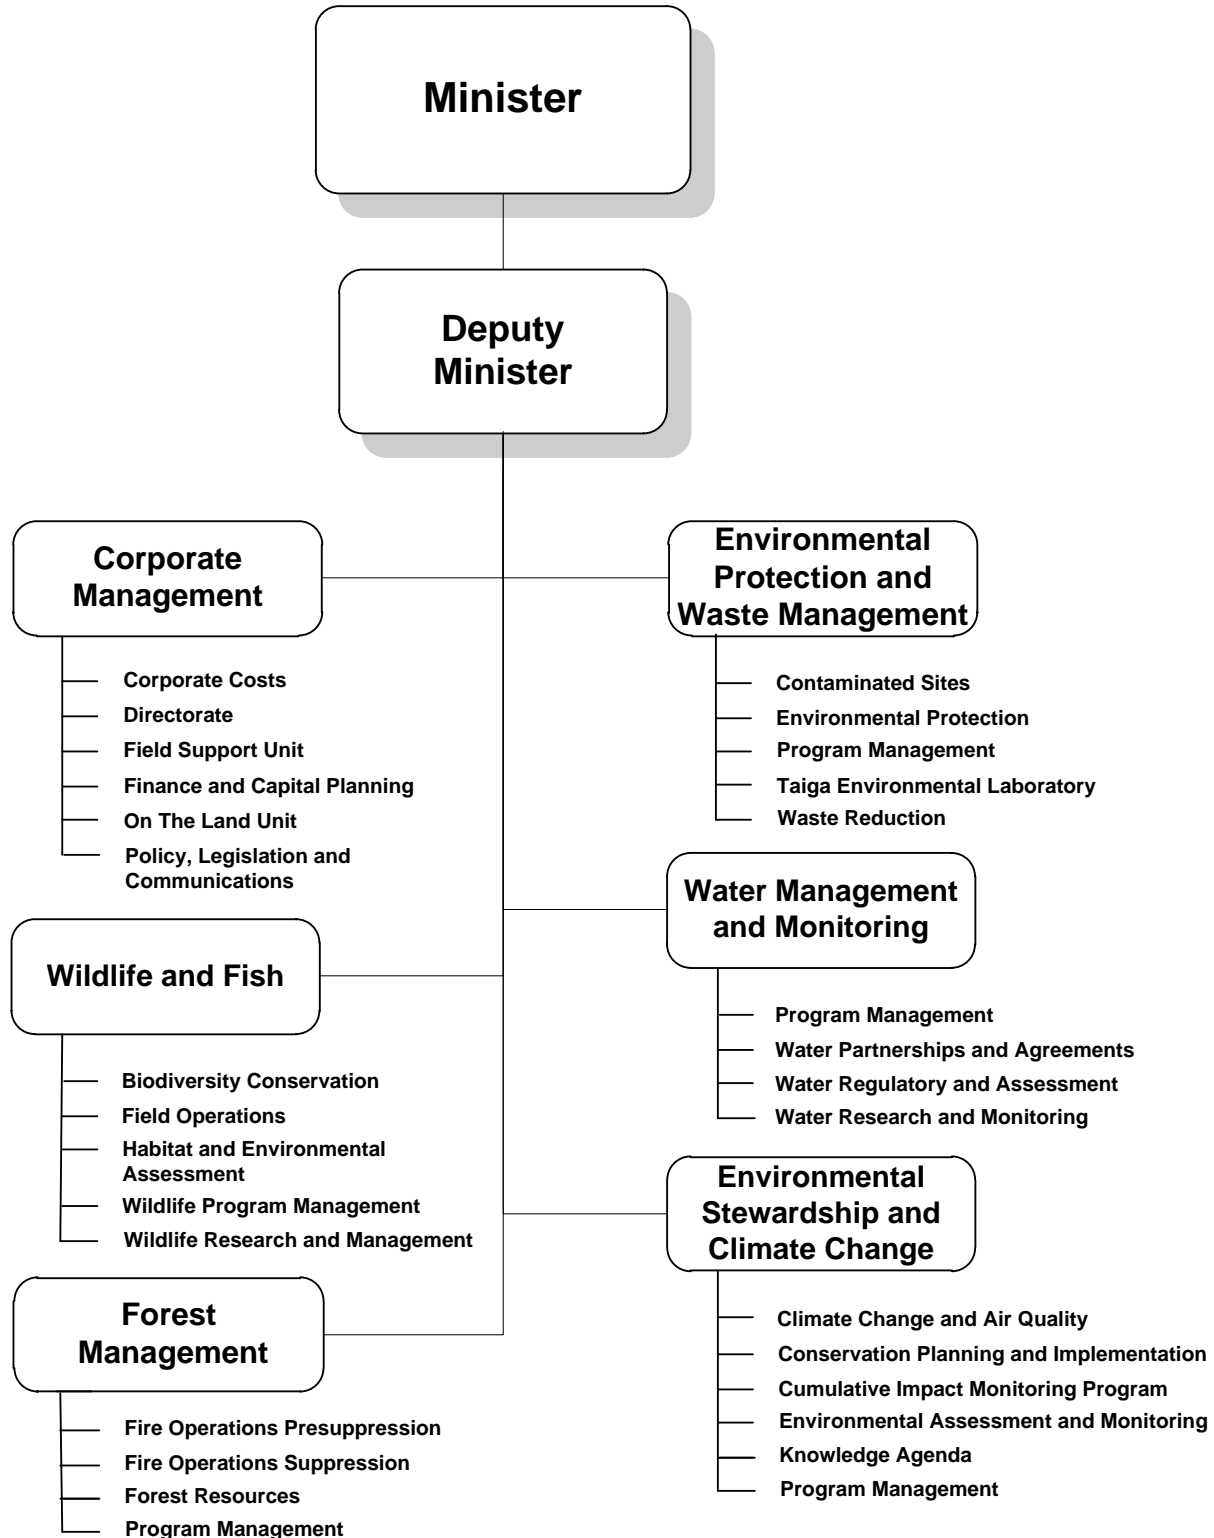 Minister
Deputy
Minister
Corporate
Management
Corporate Costs
Directorate
Field Support Unit
Finance and Capital Planning
On The Land Unit
Policy, Legislation and
Communications
Wildlife and Fish
Biodiversity Conservation
Field Operations
Habitat and Environmental
Assessment
Wildlife Program Management
Wildlife Research and Management
Forest
Management
Fire Operations Presuppression
Fire Operations Suppression
Forest Resources
Program Management
Environmental
Protection and
Waste Management
Contaminated Sites
Environmental Protection
Program Management
Taiga Environmental Laboratory
Waste Reduction
Water Management
and Monitoring
Program Management
Water Partnerships and Agreements
Water Regulatory and Assessment
Water Research and Monitoring
Environmental
Stewardship and
Climate Change
Climate Change and Air Quality
Conservation Planning and Implementation
Cumulative Impact Monitoring Program
Environmental Assessment and Monitoring
Knowledge Agenda
Program Management